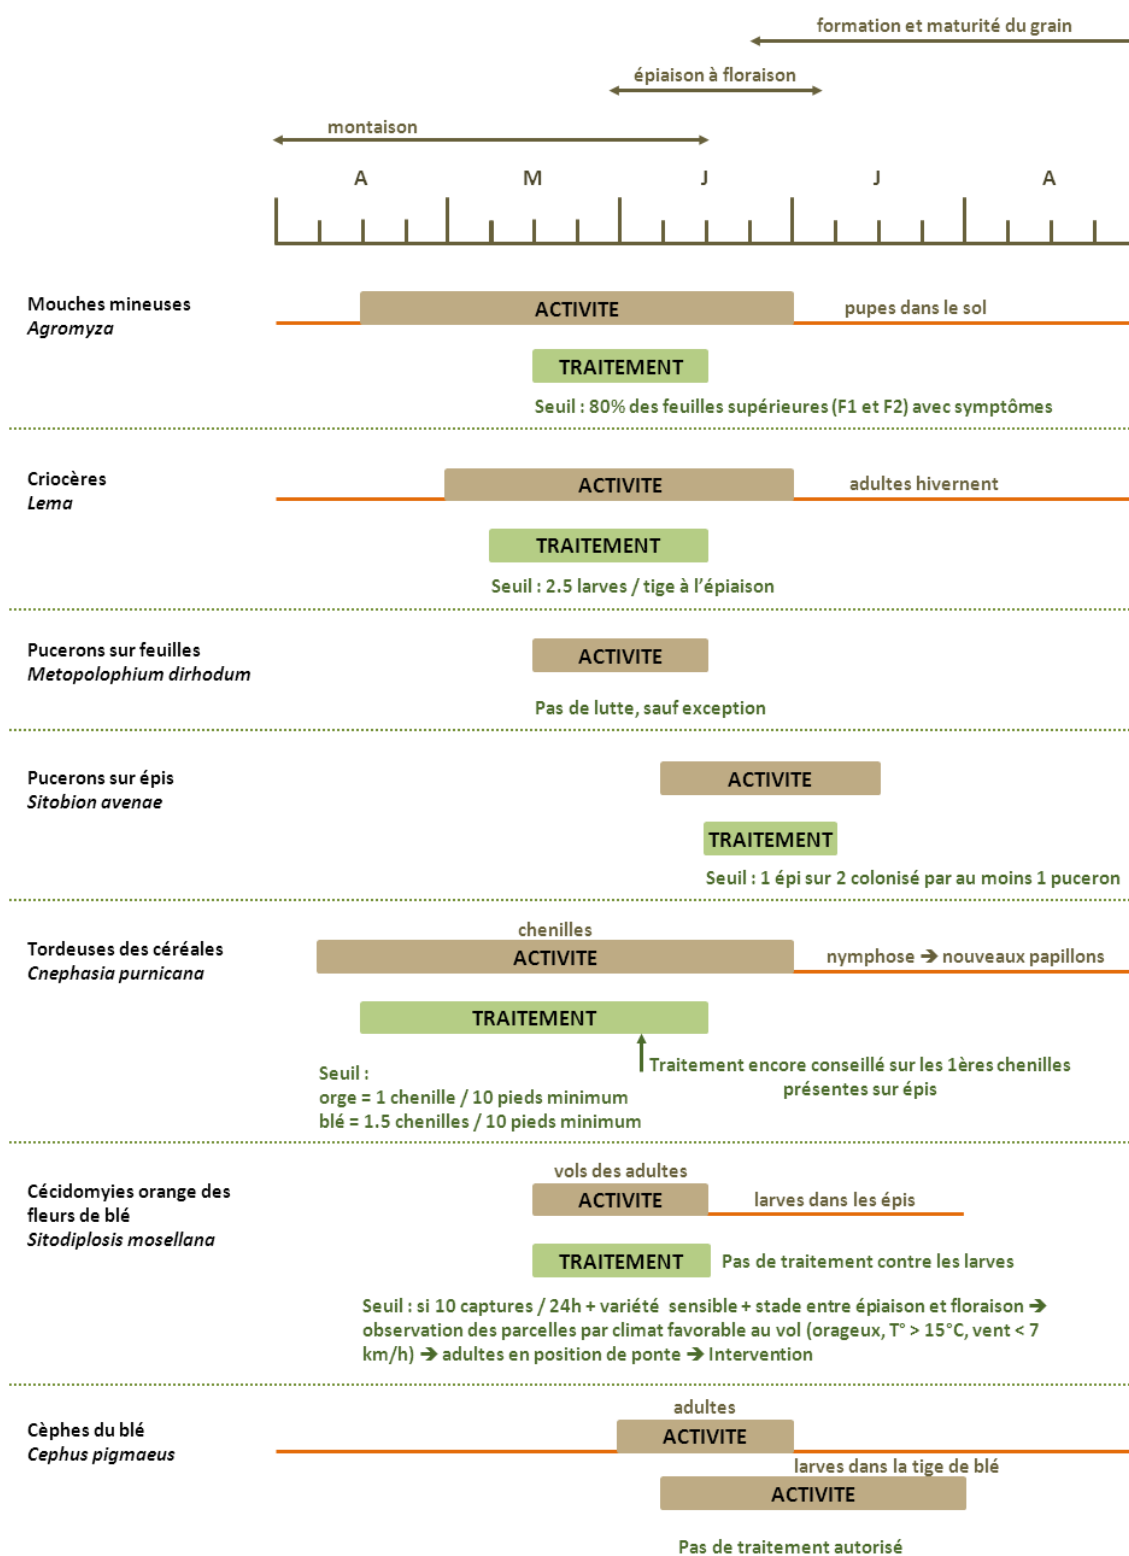 formation et maturité du grain
épiaison à floraison
montaison
A M J J A
Mouches mineuses
Agromyza
ACTIVITE
pupes dans le sol
TRAITEMENT
Seuil : 80% des feuilles supérieures (F1 et F2) avec symptômes
Criocères
Lema
ACTIVITE
adultes hivernent
TRAITEMENT
Seuil : 2.5 larves / tige à l'épiaison
Pucerons sur feuilles
Metopolophium dirhodum
ACTIVITE
Pas de lutte, sauf exception
Pucerons sur épis
Sitobion avenae
ACTIVITE
TRAITEMENT
Seuil : 1 épi sur 2 colonisé par au moins 1 puceron
Tordeuses des céréales
Cnephasia purnicana
chenilles
ACTIVITE
nymphose ➔ nouveaux papillons
TRAITEMENT
Traitement encore conseillé sur les 1ères chenilles
présentes sur épis
Seuil :
orge = 1 chenille / 10 pieds minimum
blé = 1.5 chenilles / 10 pieds minimum
Cécidomyies orange des
fleurs de blé
Sitodiplosis mosellana
vols des adultes
ACTIVITE
larves dans les épis
TRAITEMENT
Pas de traitement contre les larves
Seuil : si 10 captures / 24h + variété sensible + stade entre épiaison et floraison ➔
observation des parcelles par climat favorable au vol (orageux, T° > 15°C, vent < 7
km/h) ➔ adultes en position de ponte ➔ Intervention
Cèphes du blé
Cephus pigmaeus
adultes
ACTIVITE
larves dans la tige de blé
ACTIVITE
Pas de traitement autorisé